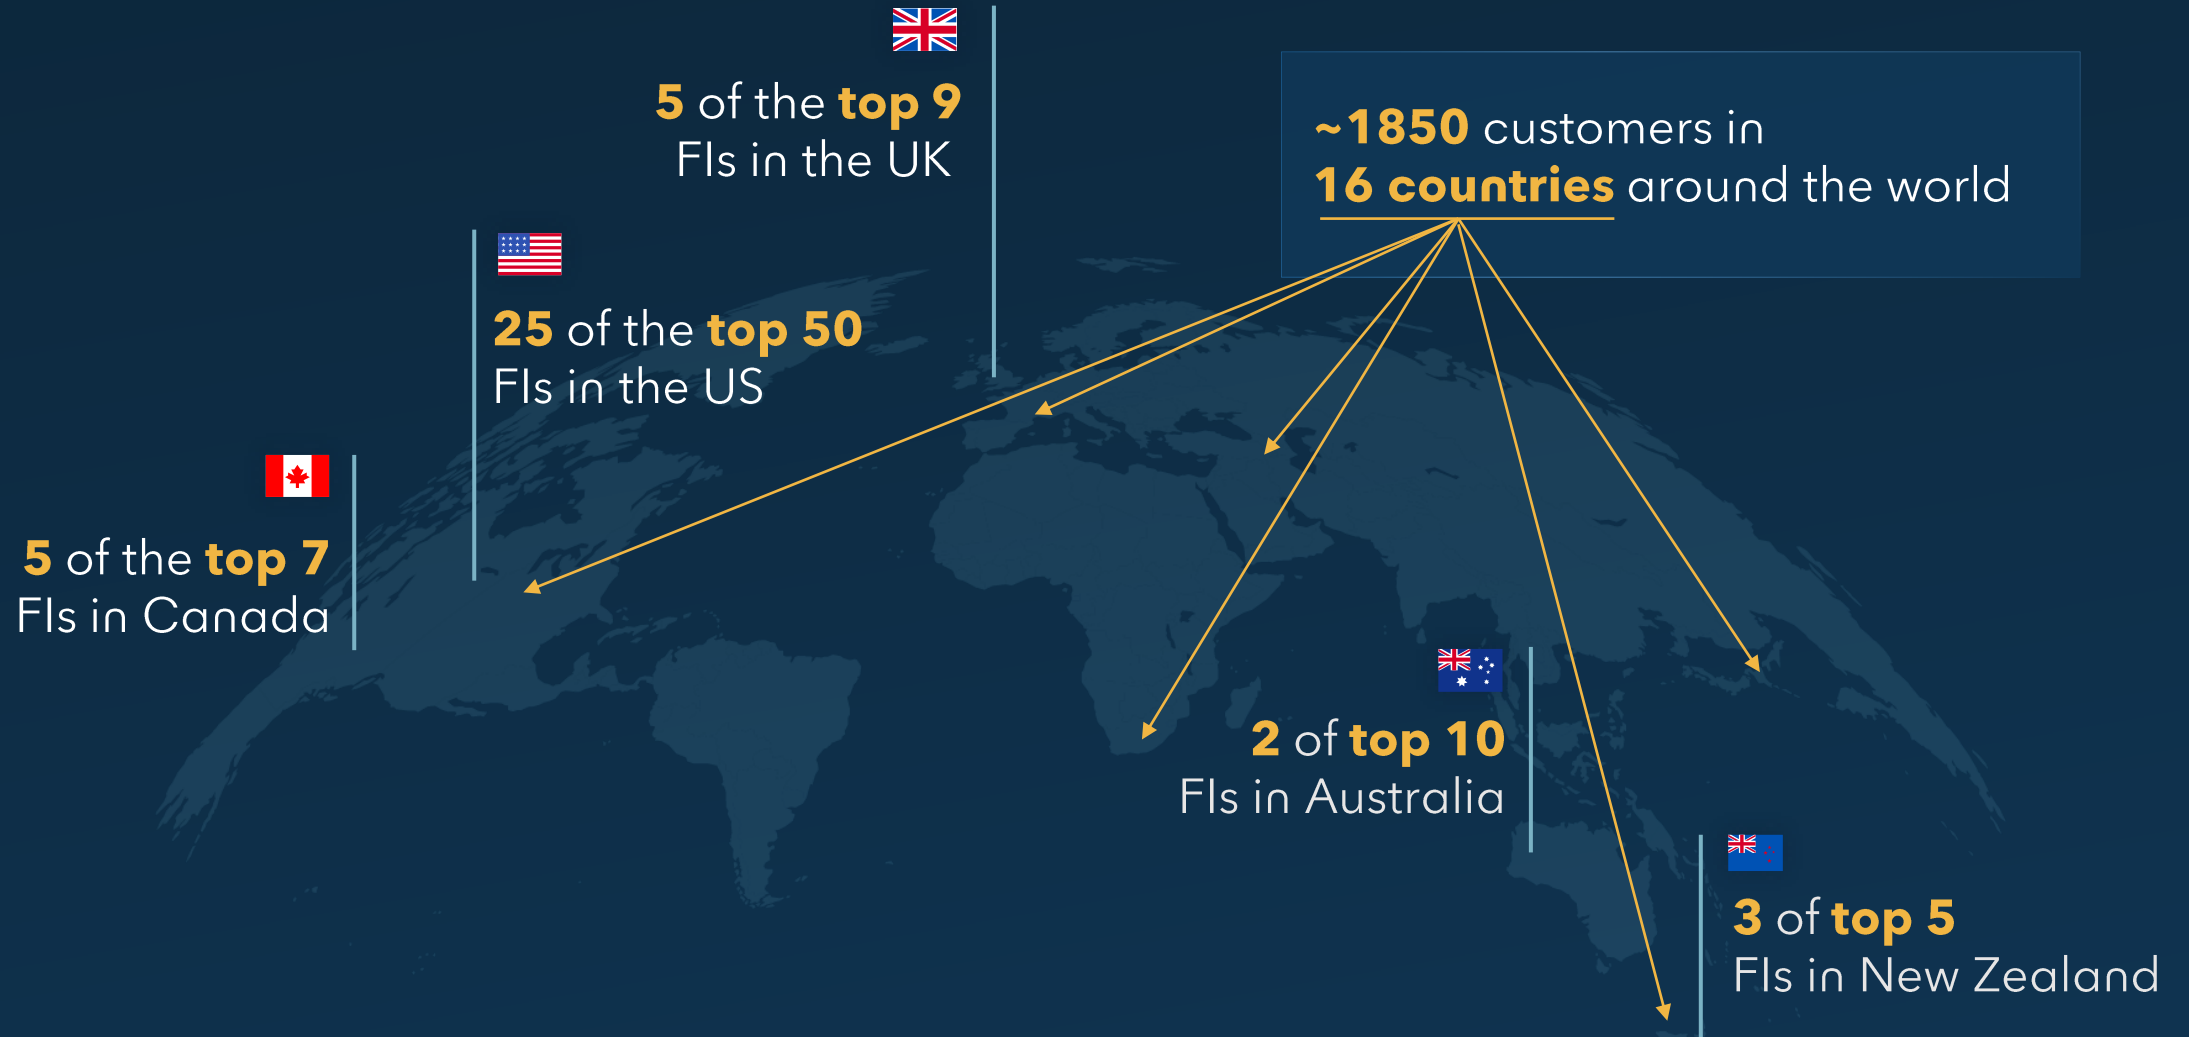 5 of the top 9
FIs in the UK
~1850 customers in
16 countries around the world
25 of the top 50
FIs in the US
5 of the top 7
FIs in Canada
2 of top 10
FIs in Australia
3 of top 5
FIs in New Zealand